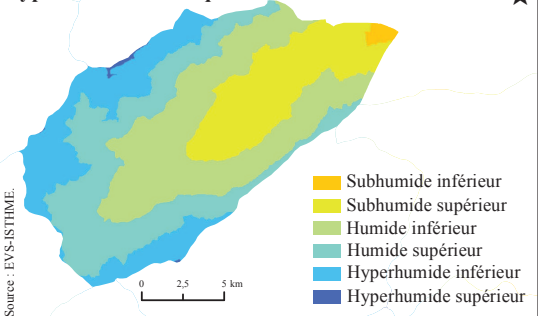 Subhumide inférieur
Subhumide supérieur
Humide inférieur
Humide supérieur
Hyperhumide inférieur
Hyperhumide supérieur
0 2,5 5 km
Source : EVS-ISTHME.